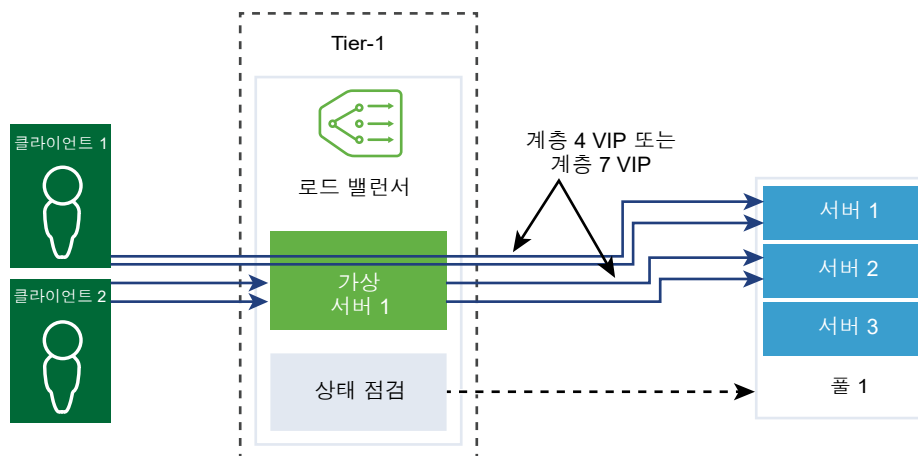 Tier-1
클라이언트 1
로드 밸런서
계층 4 VIP 또는
계층 7 VIP
서버 1
가상
서버 1
서버 2
클라이언트 2
서버 3
상태 점검
풀 1